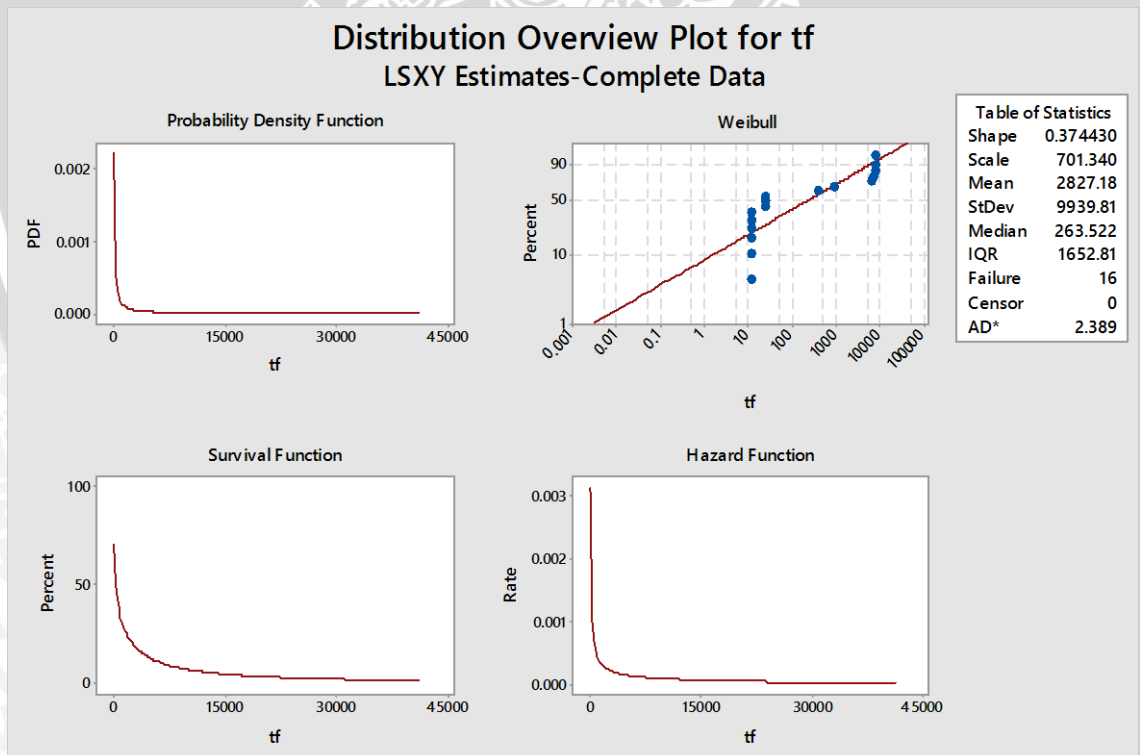 Distribution Overview Plot for tf
LSXY Estimates-Complete Data
Probability Density Function
PDF
0.002
0.001
0.000
0 15000 30000 45000
tf
Weibull
Percent
90
50
10
1
0.001 0.01 0.1 1 10 100 1000 10000 100000
tf
Table of Statistics
Shape 0.374430
Scale 701.340
Mean 2827.18
StDev 9939.81
Median 263.522
IQR 1652.81
Failure 16
Censor 0
AD* 2.389
Survival Function
Percent
100
50
0
0 15000 30000 45000
tf
Hazard Function
Rate
0.003
0.002
0.001
0.000
0 15000 30000 45000
tf